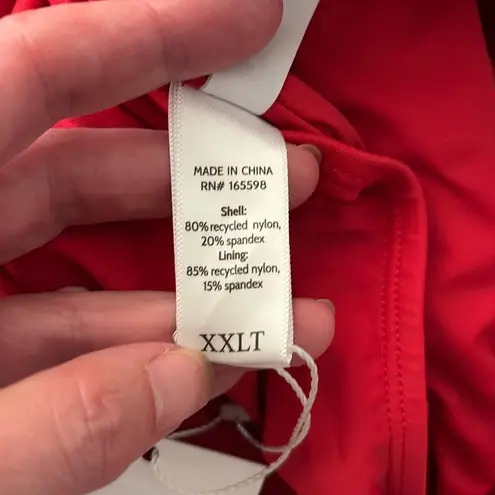 MADE IN CHINA
RN# 165598
Shell:
80% recycled nylon,
20% spandex
Lining:
85% recycled nylon,
15% spandex
XXLT